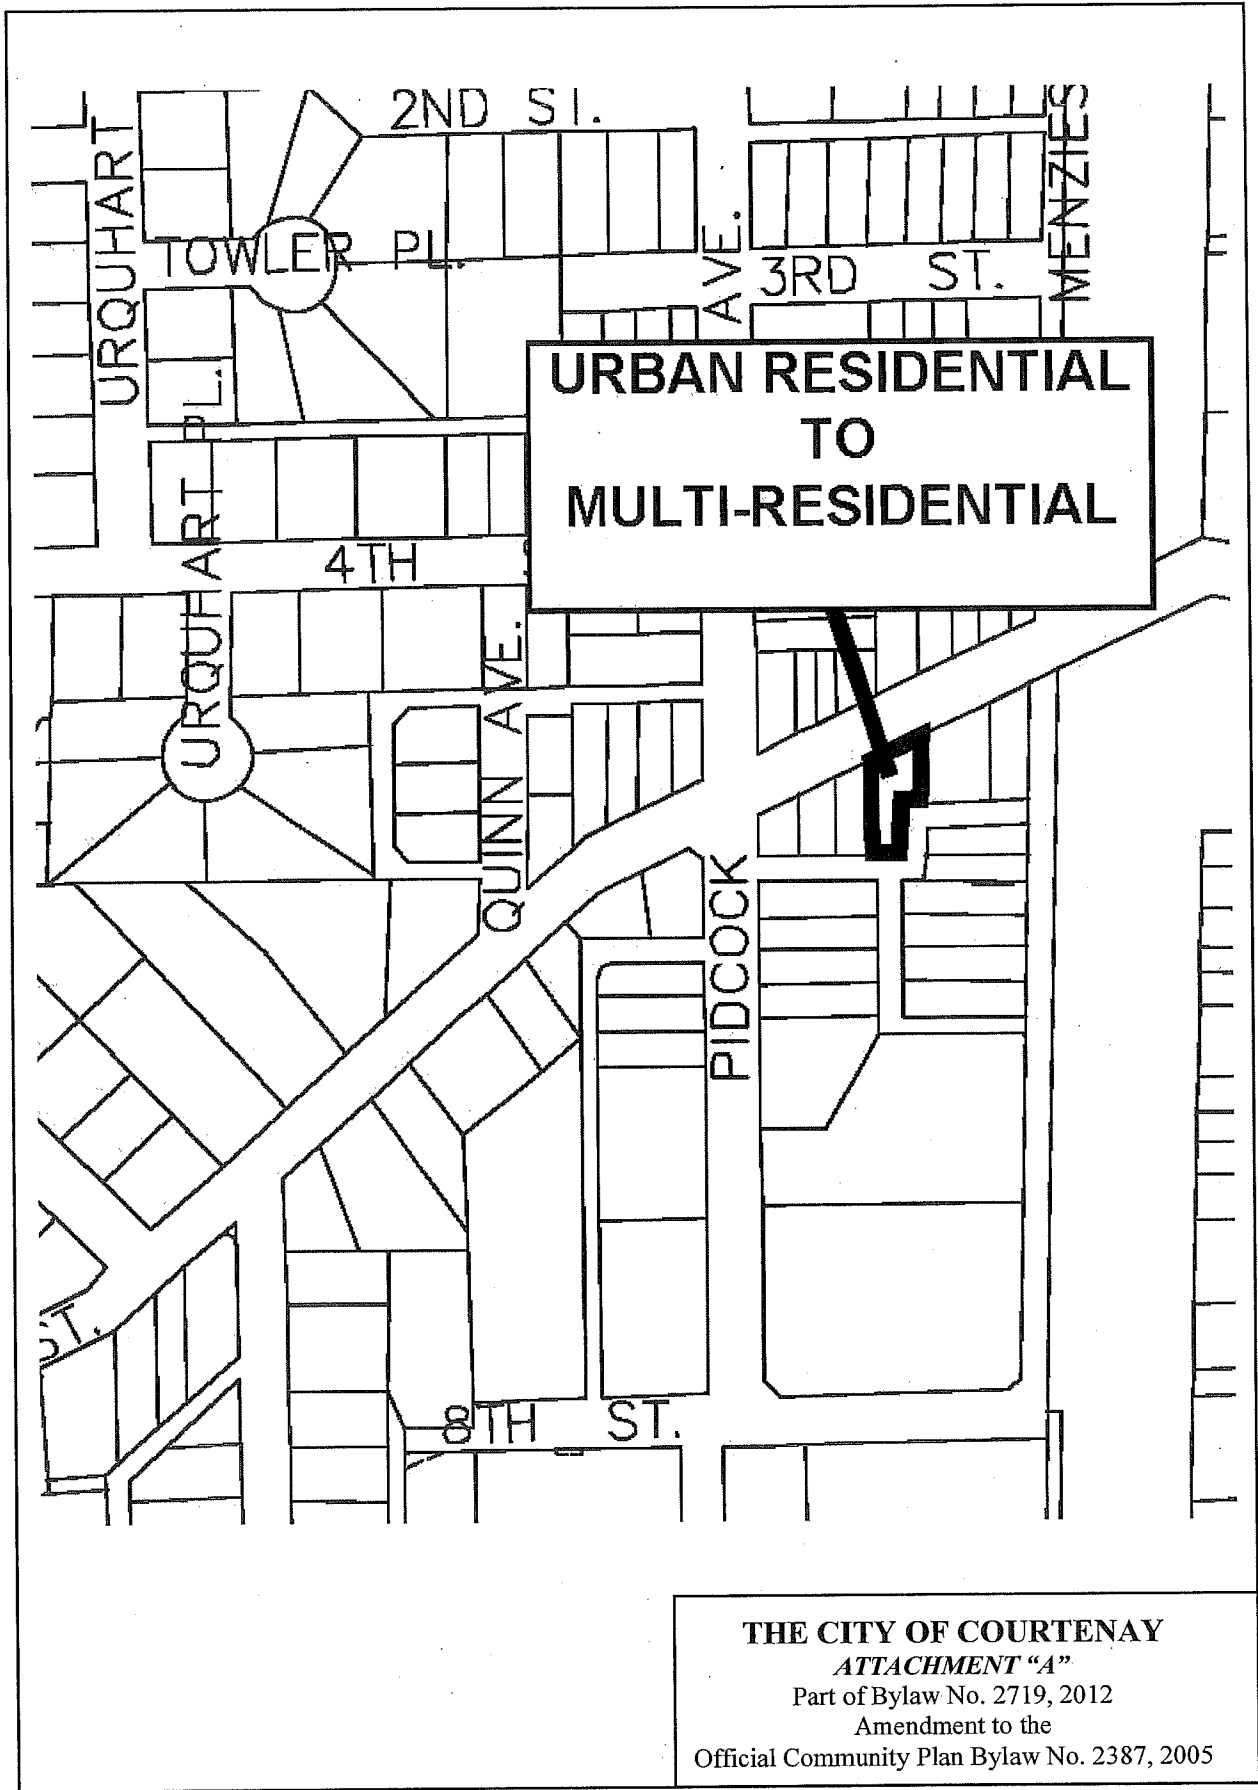 2ND ST.
URQUHART
MENZIES
TOWLER PL.
AVE.
3RD ST.
URBAN RESIDENTIAL
TO
MULTI-RESIDENTIAL
4TH
URQUHART PL.
QUINN AVE.
PIDCOCK
ST.
8TH ST.
THE CITY OF COURTENAY
ATTACHMENT “A”
Part of Bylaw No. 2719, 2012
Amendment to the
Official Community Plan Bylaw No. 2387, 2005